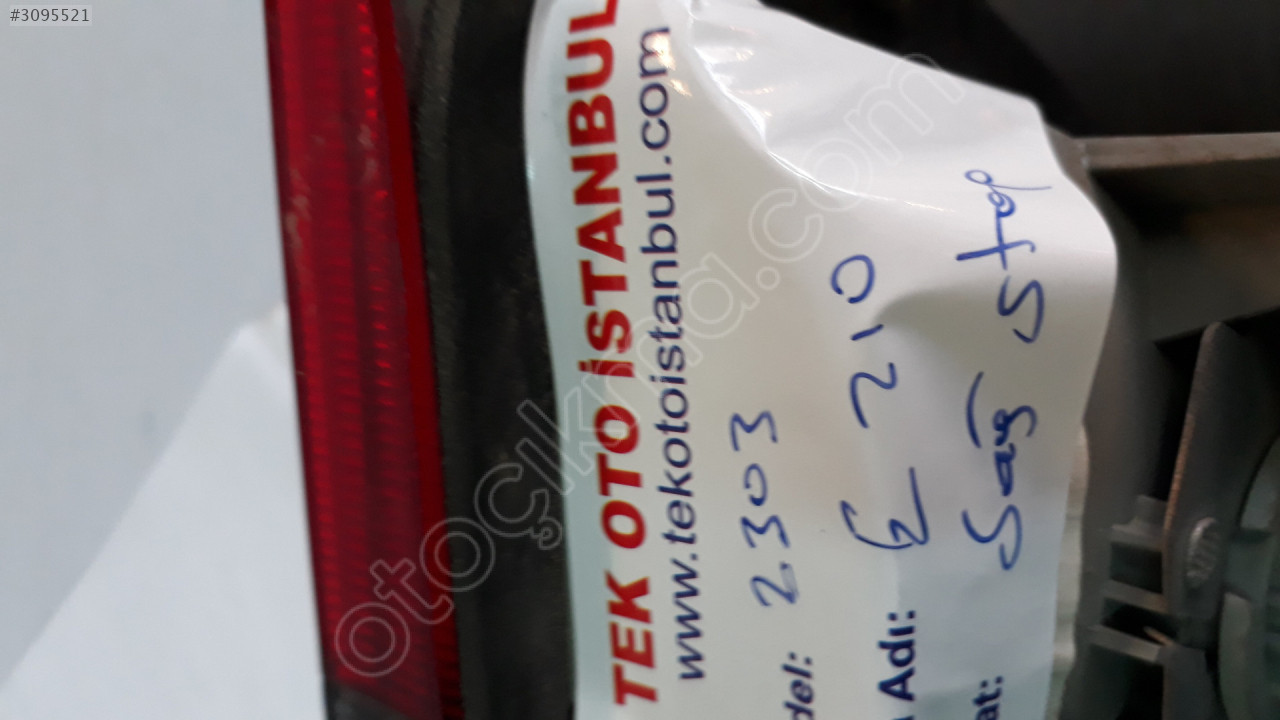 #3095521
TEK OTO İSTANBUL
www.tekotoistanbul.com
del: 2303
Adı: E 210
at: Sağ Stop
otoçıkma.com